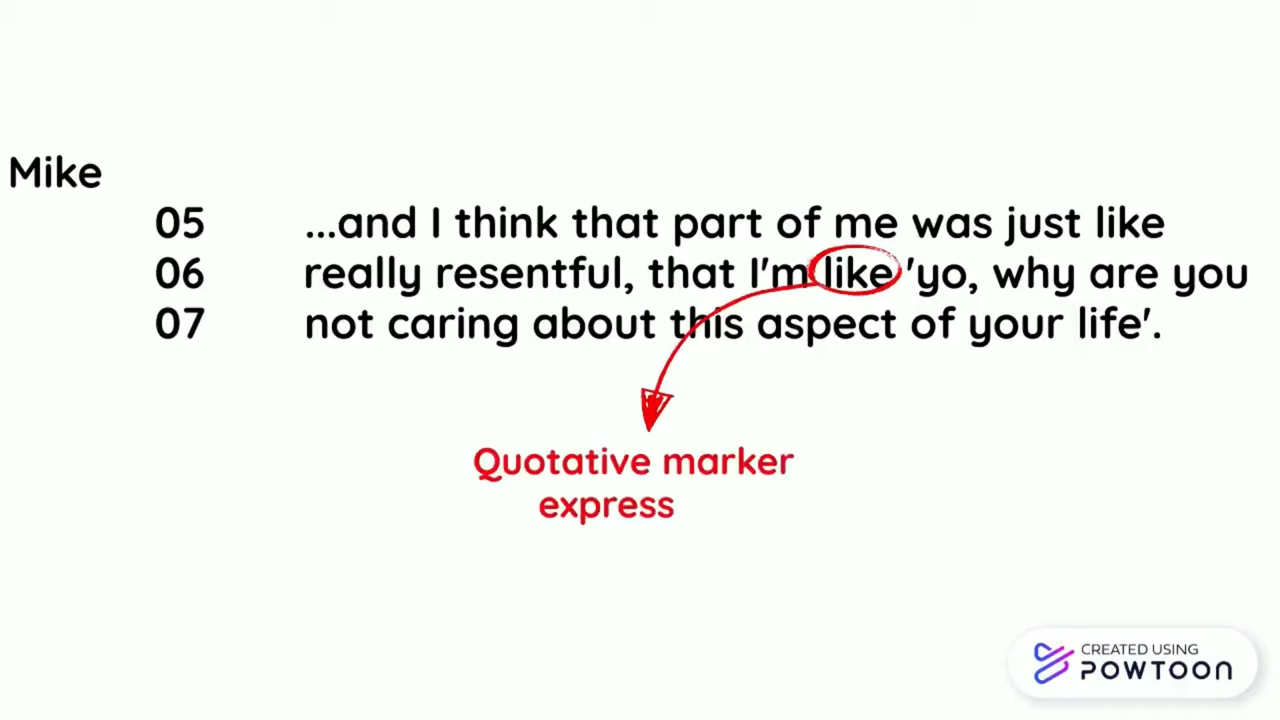 Mike
05 ...and I think that part of me was just like
06 really resentful, that I'm like 'yo, why are you
07 not caring about this aspect of your life'.
Quotative marker
express
CREATED USING
POWTOON